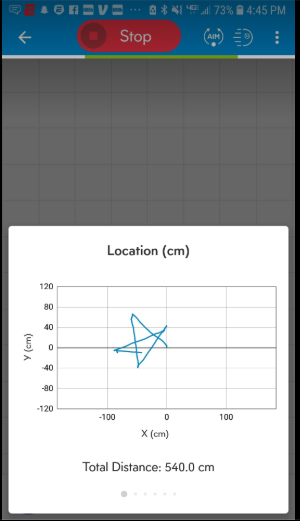 73% 4:45 PM
Stop
AIM
Location (cm)
120
80
40
0
-40
-80
-120
Y (cm)
-100 0 100
X (cm)
Total Distance: 540.0 cm